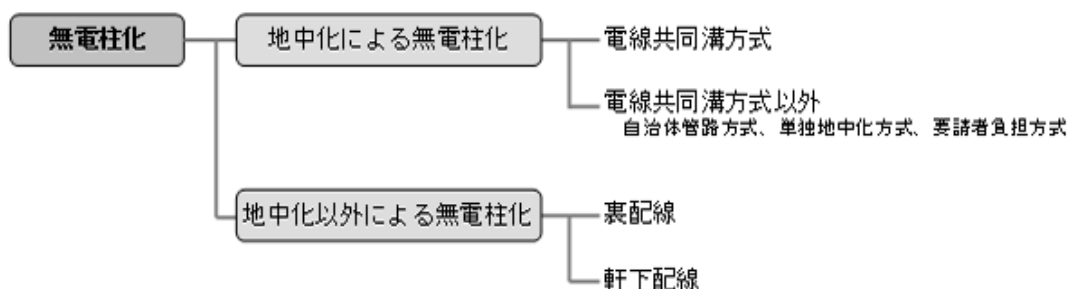 無電柱化
地中化による無電柱化
電線共同溝方式
電線共同溝方式以外
自治体管路方式、単独地中化方式、要請者負担方式
地中化以外による無電柱化
裏配線
軒下配線